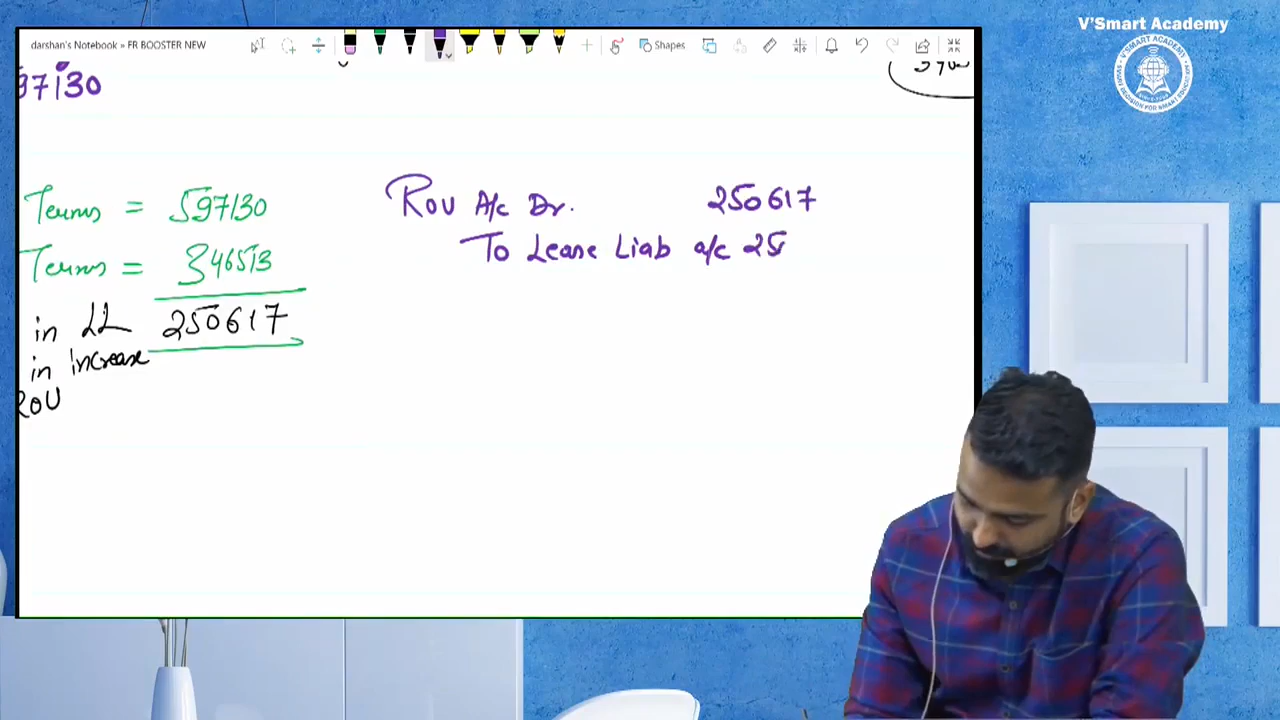 V'Smart Academy
darshan's Notebook » FR BOOSTER NEW
Shapes
97130
Terms = 597130
Terms = 346513
in LL 250617
in increase
ROU
ROU A/c Dr. 250617
To Lease Liab a/c 25